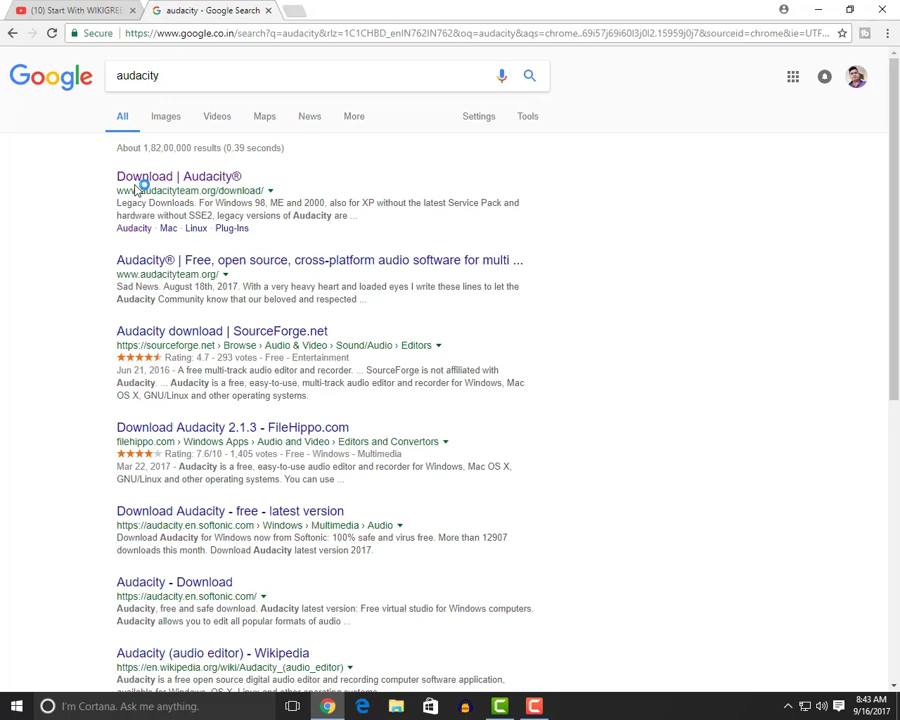 (10) Start With WIKIGREE
audacity - Google Search
Secure
https://www.google.co.in/search?q=audacity&rlz=1C1CHBD_enIN762IN762&oq=audacity&aqs=chrome..69i57j69i60l3j0l2.15959j0j7&sourceid=chrome&ie=UTF...
Google
audacity
All
Images
Videos
Maps
News
More
Settings
Tools
About 1,82,00,000 results (0.39 seconds)
Download | Audacity®
www.audacityteam.org/download/
Legacy Downloads. For Windows 98, ME and 2000, also for XP without the latest Service Pack and
hardware without SSE2, legacy versions of Audacity are ...
Audacity · Mac · Linux · Plug-Ins
Audacity® | Free, open source, cross-platform audio software for multi ...
www.audacityteam.org/
Sad News. August 18th, 2017. With a very heavy heart and loaded eyes I write these lines to let the
Audacity Community know that our beloved and respected ...
Audacity download | SourceForge.net
https://sourceforge.net › Browse › Audio & Video › Sound/Audio › Editors
Rating: 4.7 - 293 votes - Free - Entertainment
Jun 21, 2016 - A free multi-track audio editor and recorder. ... SourceForge is not affiliated with
Audacity. ... Audacity is a free, easy-to-use, multi-track audio editor and recorder for Windows, Mac
OS X, GNU/Linux and other operating systems.
Download Audacity 2.1.3 - FileHippo.com
filehippo.com › Windows Apps › Audio and Video › Editors and Convertors
Rating: 7.6/10 - 1,405 votes - Free - Windows - Multimedia
Mar 22, 2017 - Audacity is a free, easy-to-use audio editor and recorder for Windows, Mac OS X,
GNU/Linux and other operating systems. You can use ...
Download Audacity - free - latest version
https://audacity.en.softonic.com › Windows › Multimedia › Audio
Download Audacity for Windows now from Softonic: 100% safe and virus free. More than 12907
downloads this month. Download Audacity latest version 2017.
Audacity - Download
https://audacity.en.softonic.com/
Audacity, free and safe download. Audacity latest version: Free virtual studio for Windows computers.
Audacity allows you to edit all popular formats of audio ...
Audacity (audio editor) - Wikipedia
https://en.wikipedia.org/wiki/Audacity_(audio_editor)
Audacity is a free open source digital audio editor and recording computer software application,
available for Windows, OS X, Linux and other operating systems.
I'm Cortana. Ask me anything.
8:43 AM
9/16/2017